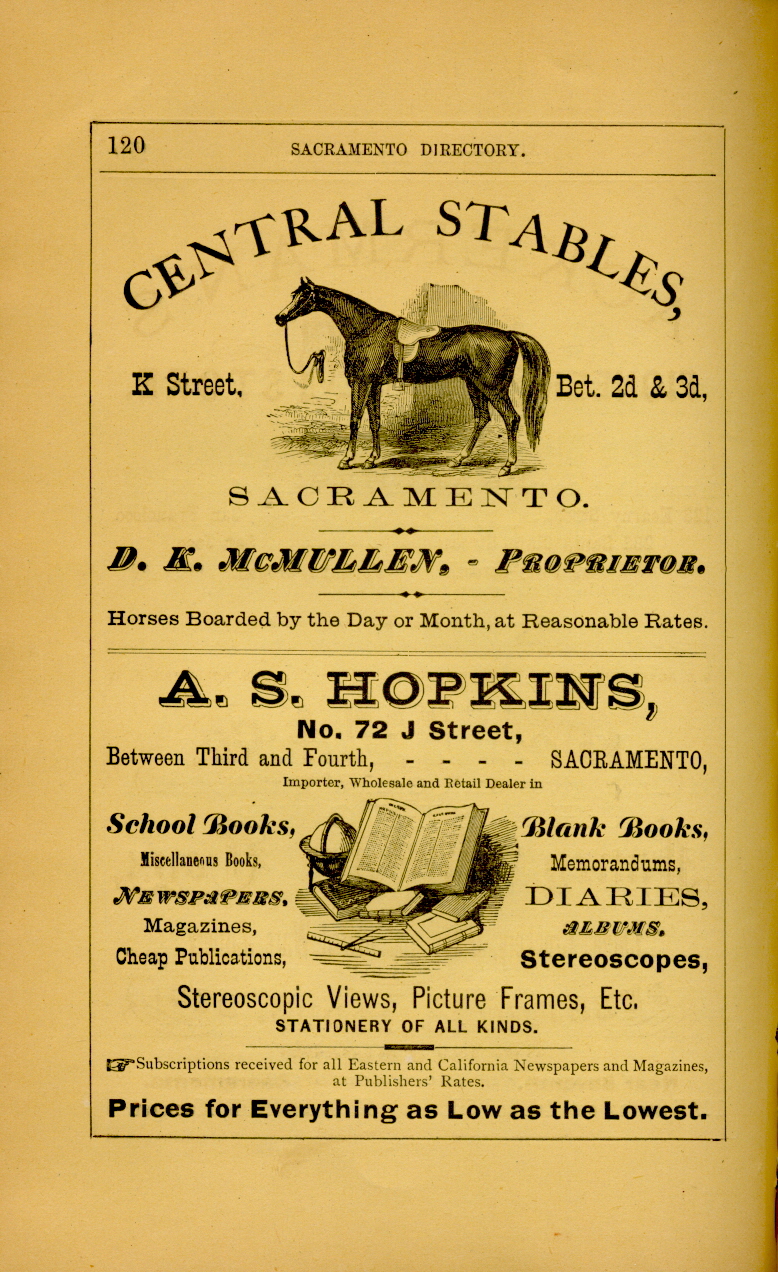 120 SACRAMENTO DIRECTORY.
CENTRAL STABLES,
K Street, Bet. 2d & 3d,
SACRAMENTO.
D. K. McMULLEN, - PROPRIETOR.
Horses Boarded by the Day or Month, at Reasonable Rates.
A. S. HOPKINS,
No. 72 J Street,
Between Third and Fourth, - - - - SACRAMENTO,
Importer, Wholesale and Retail Dealer in
School Books, Blank Books,
Miscellaneous Books, Memorandums,
NEWSPAPERS, DIARIES,
Magazines, ALBUMS,
Cheap Publications, Stereoscopes,
Stereoscopic Views, Picture Frames, Etc.
STATIONERY OF ALL KINDS.
☞Subscriptions received for all Eastern and California Newspapers and Magazines,
at Publishers' Rates.
Prices for Everything as Low as the Lowest.